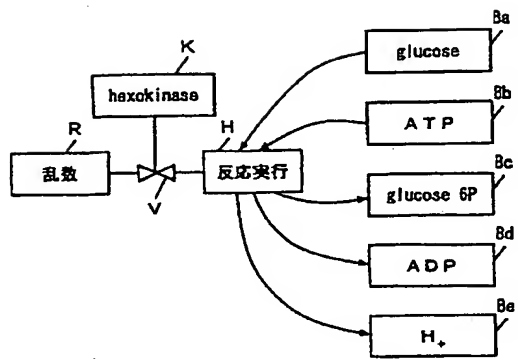 K
hexokinase
R
乱数
V
H
反応実行
8a
glucose
8b
ATP
8c
glucose 6P
8d
ADP
8e
H+